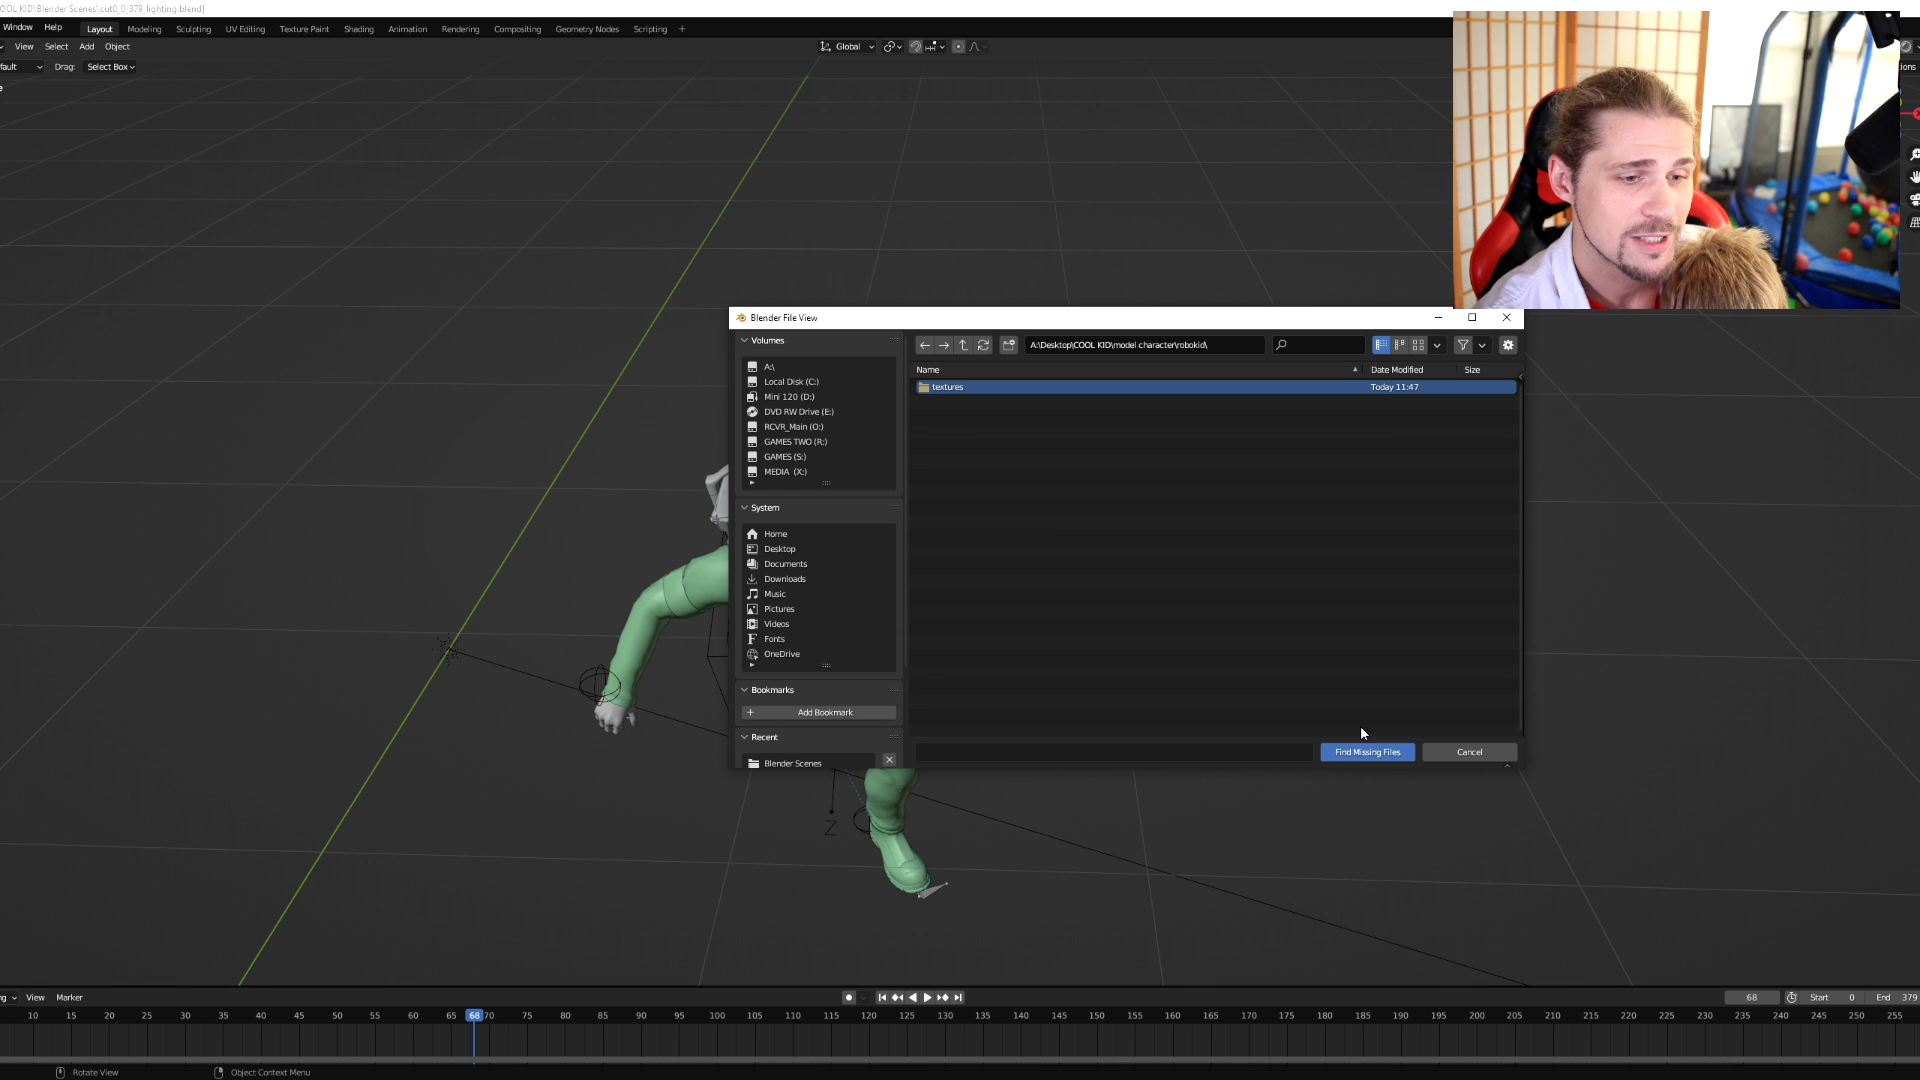 OOL KID\Blender Scenes\cut0_0_379_lighting.blend]
Window Help Layout Modeling Sculpting UV Editing Texture Paint Shading Animation Rendering Compositing Geometry Nodes Scripting +
View Select Add Object Global
fault Drag: Select Box ions
Blender File View
Volumes
A:\
Local Disk (C:)
Mini 120 (D:)
DVD RW Drive (E:)
RCVR_Main (O:)
GAMES TWO (R:)
GAMES (S:)
MEDIA (X:)
System
Home
Desktop
Documents
Downloads
Music
Pictures
Videos
Fonts
OneDrive
Bookmarks
+ Add Bookmark
Recent
Blender Scenes
A:\Desktop\COOL KID\model character\robokid\
Name Date Modified Size
textures Today 11:47
Find Missing Files Cancel
Z
ng View Marker 68 Start: 0 End 379
10 15 20 25 30 35 40 45 50 55 60 65 68 70 75 80 85 90 95 100 105 110 115 120 125 130 135 140 145 150 155 160 165 170 175 180 185 190 195 200 205 210 215 220 225 230 235 240 245 250 255
Rotate View Object Context Menu